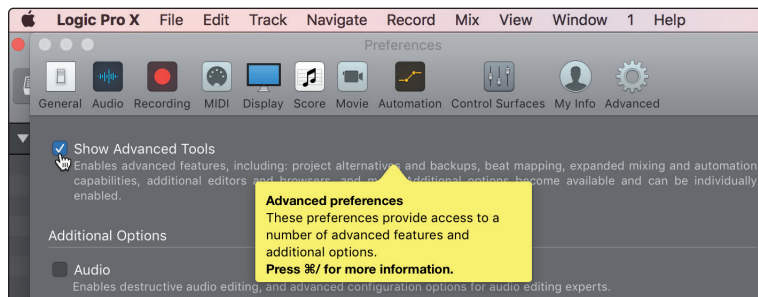 Logic Pro X File Edit Track Navigate Record Mix View Window 1 Help
Preferences
General Audio Recording MIDI Display Score Movie Automation Control Surfaces My Info Advanced
Show Advanced Tools
Enables advanced features, including: project alternatives and backups, beat mapping, expanded mixing and automation
capabilities, additional editors and browsers, and more. Additional options become available and can be individually
enabled.
Advanced preferences
These preferences provide access to a
number of advanced features and
additional options.
Press ⌘/ for more information.
Additional Options
Audio
Enables destructive audio editing, and advanced configuration options for audio editing experts.